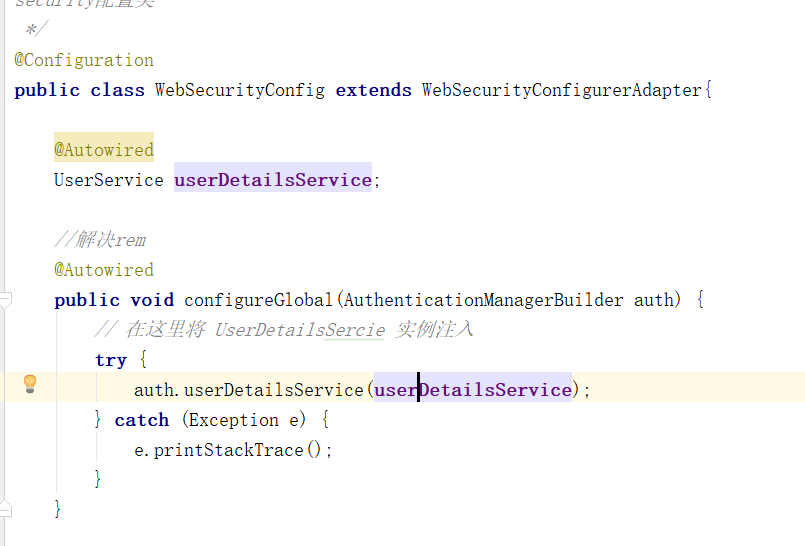 security配置类
*/
@Configuration
public class WebSecurityConfig extends WebSecurityConfigurerAdapter{
@Autowired
UserService userDetailsService;
//解决rem
@Autowired
public void configureGlobal(AuthenticationManagerBuilder auth) {
// 在这里将 UserDetailsSercie 实例注入
try {
auth.userDetailsService(userDetailsService);
} catch (Exception e) {
e.printStackTrace();
}
}